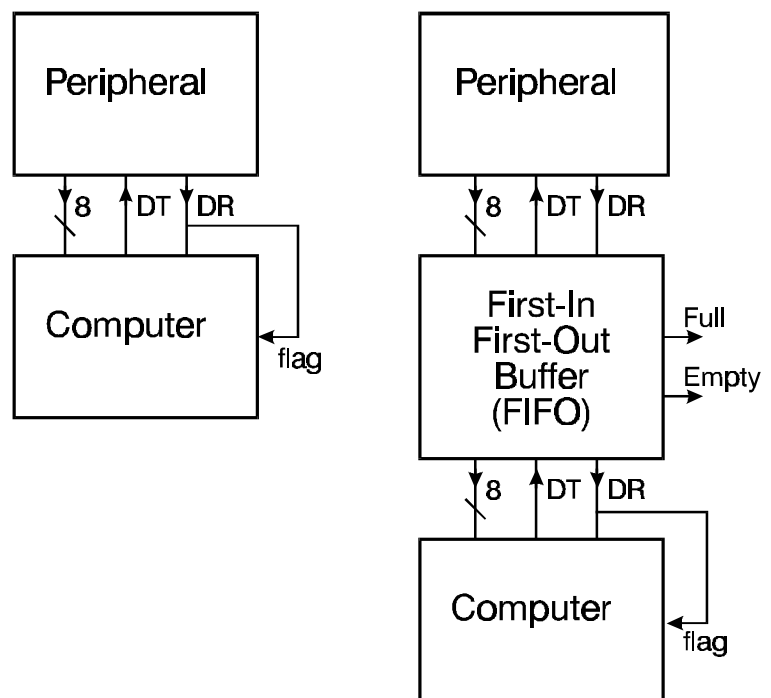 Peripheral
8 DT DR
Computer
flag
Peripheral
8 DT DR
First-In
First-Out
Buffer
(FIFO)
Full
Empty
8 DT DR
Computer
flag